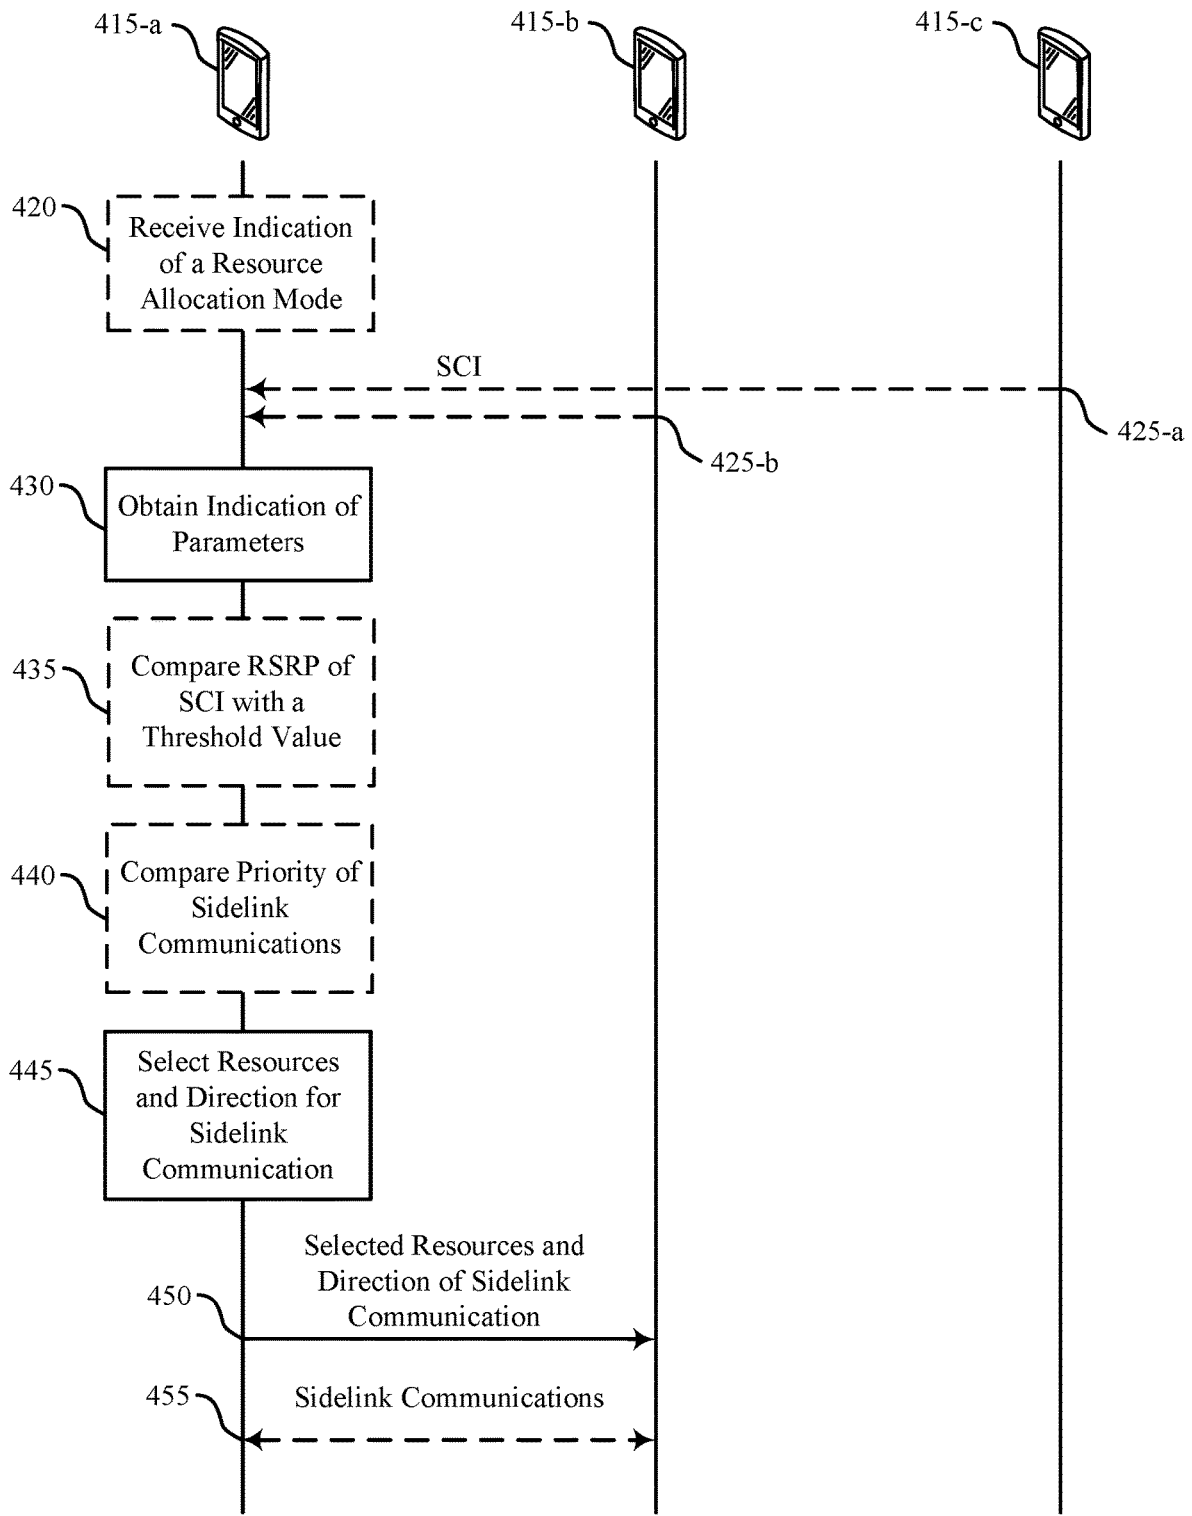 415-a
415-b
415-c
420
Receive Indication
of a Resource
Allocation Mode
SCI
425-a
425-b
430
Obtain Indication of
Parameters
435
Compare RSRP of
SCI with a
Threshold Value
440
Compare Priority of
Sidelink
Communications
445
Select Resources
and Direction for
Sidelink
Communication
Selected Resources and
Direction of Sidelink
Communication
450
Sidelink Communications
455